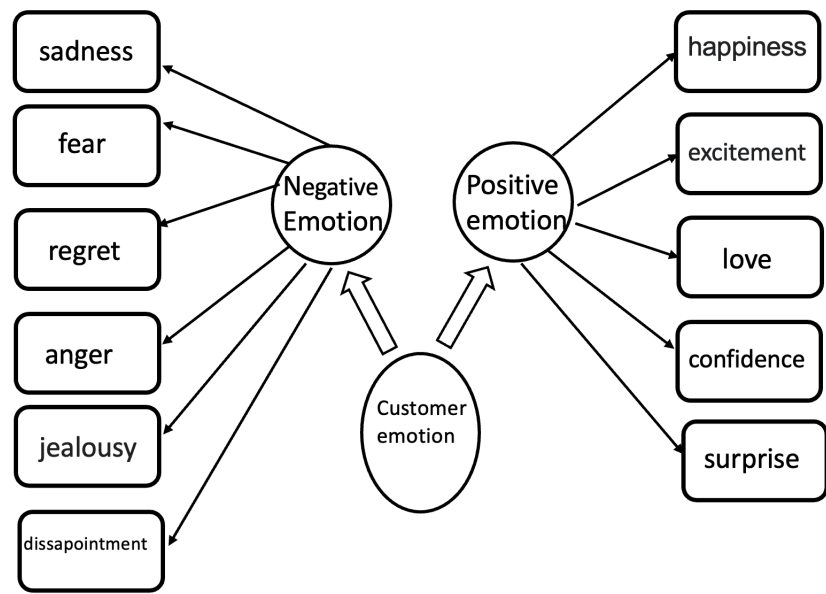 sadness
fear
regret
anger
jealousy
dissapointment
Negative
Emotion
Customer
emotion
Positive
emotion
happiness
excitement
love
confidence
surprise